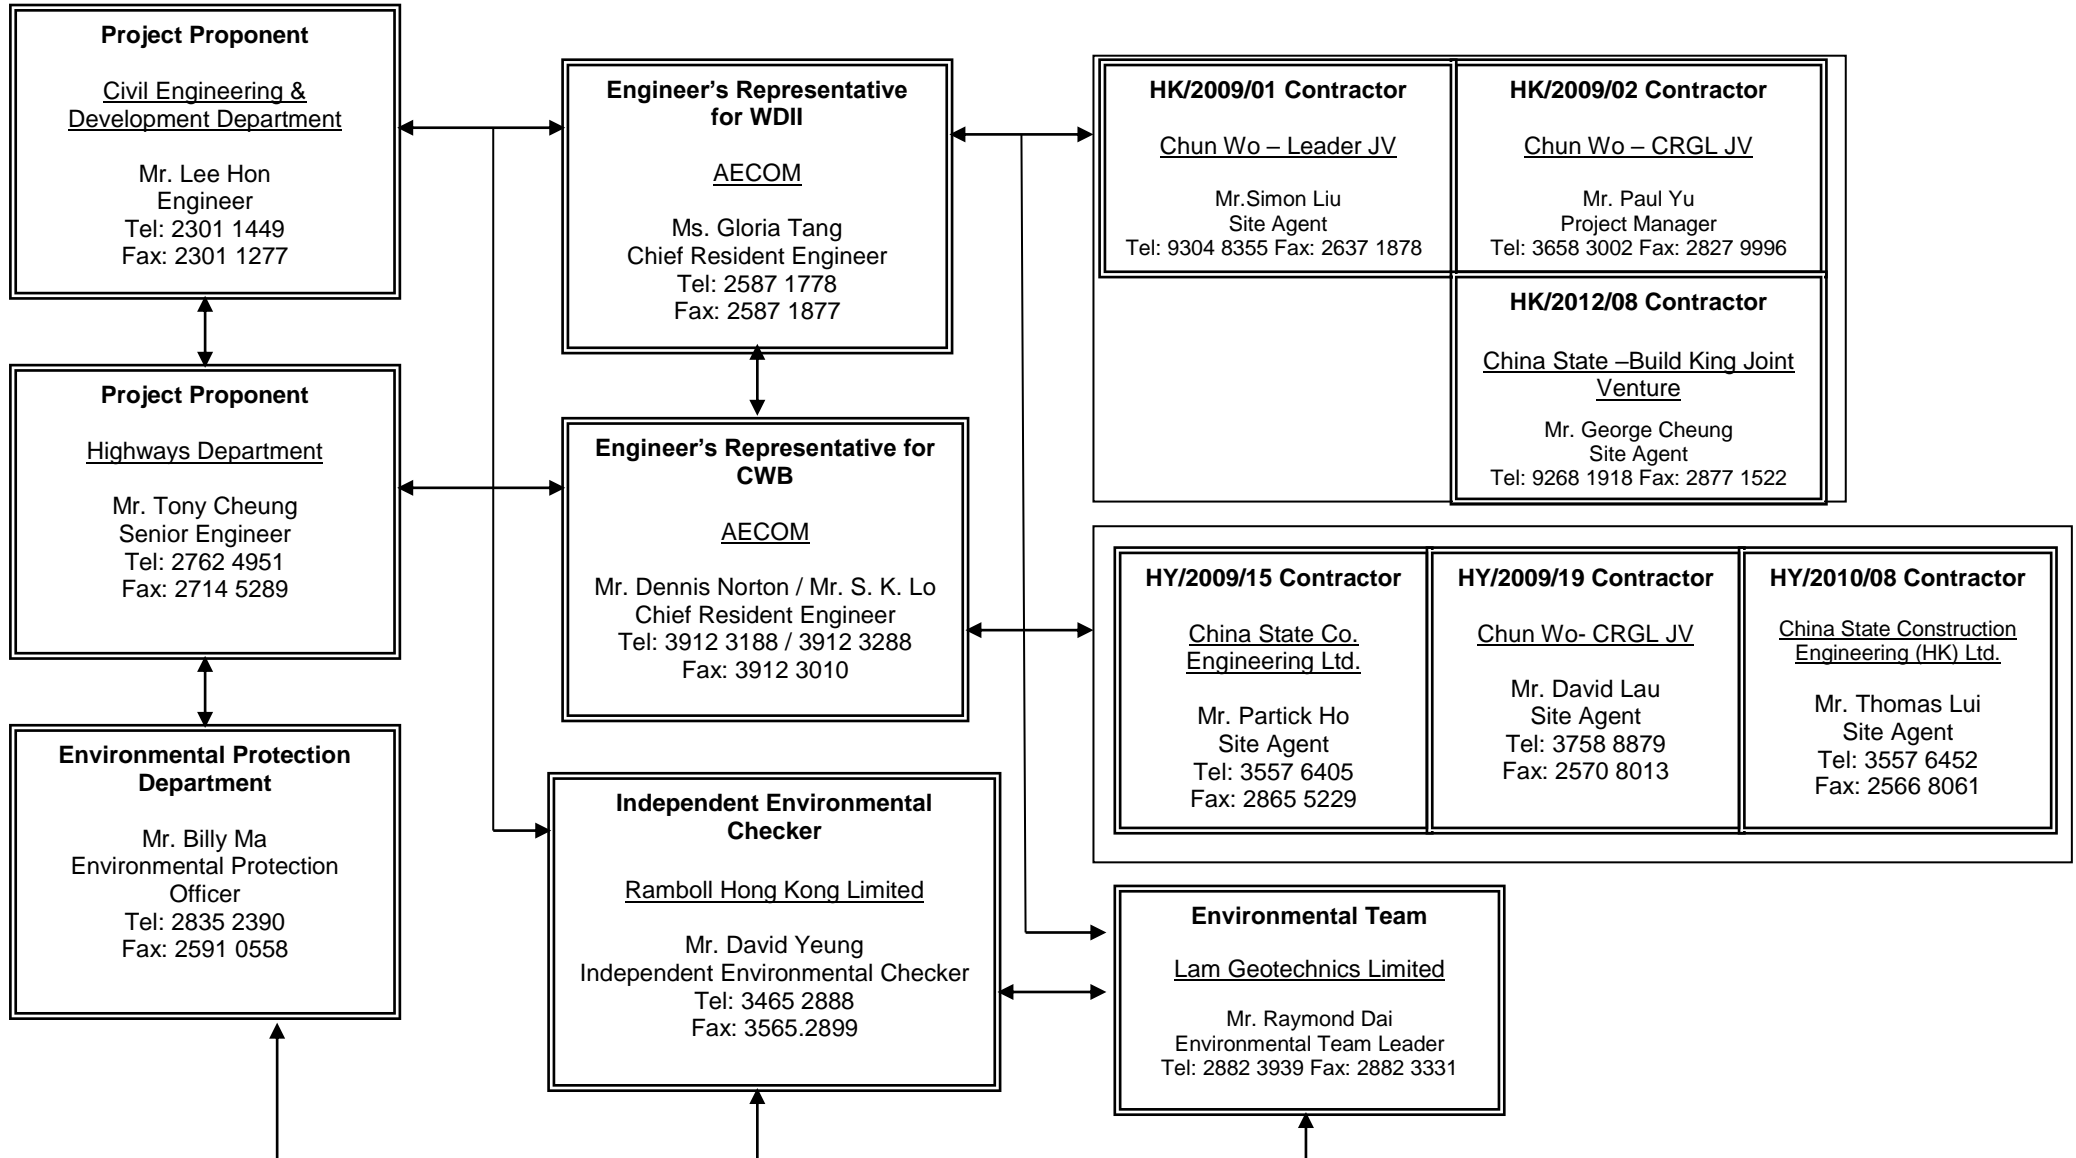 Project Proponent
Civil Engineering &
Development Department
Mr. Lee Hon
Engineer
Tel: 2301 1449
Fax: 2301 1277
Project Proponent
Highways Department
Mr. Tony Cheung
Senior Engineer
Tel: 2762 4951
Fax: 2714 5289
Environmental Protection
Department
Mr. Billy Ma
Environmental Protection
Officer
Tel: 2835 2390
Fax: 2591 0558
Engineer’s Representative
for WDII
AECOM
Ms. Gloria Tang
Chief Resident Engineer
Tel: 2587 1778
Fax: 2587 1877
Engineer’s Representative for
CWB
AECOM
Mr. Dennis Norton / Mr. S. K. Lo
Chief Resident Engineer
Tel: 3912 3188 / 3912 3288
Fax: 3912 3010
Independent Environmental
Checker
Ramboll Hong Kong Limited
Mr. David Yeung
Independent Environmental Checker
Tel: 3465 2888
Fax: 3565.2899
HK/2009/01 Contractor
Chun Wo – Leader JV
Mr.Simon Liu
Site Agent
Tel: 9304 8355 Fax: 2637 1878
HK/2009/02 Contractor
Chun Wo – CRGL JV
Mr. Paul Yu
Project Manager
Tel: 3658 3002 Fax: 2827 9996
HK/2012/08 Contractor
China State –Build King Joint
Venture
Mr. George Cheung
Site Agent
Tel: 9268 1918 Fax: 2877 1522
HY/2009/15 Contractor
China State Co.
Engineering Ltd.
Mr. Partick Ho
Site Agent
Tel: 3557 6405
Fax: 2865 5229
HY/2009/19 Contractor
Chun Wo- CRGL JV
Mr. David Lau
Site Agent
Tel: 3758 8879
Fax: 2570 8013
HY/2010/08 Contractor
China State Construction
Engineering (HK) Ltd.
Mr. Thomas Lui
Site Agent
Tel: 3557 6452
Fax: 2566 8061
Environmental Team
Lam Geotechnics Limited
Mr. Raymond Dai
Environmental Team Leader
Tel: 2882 3939 Fax: 2882 3331